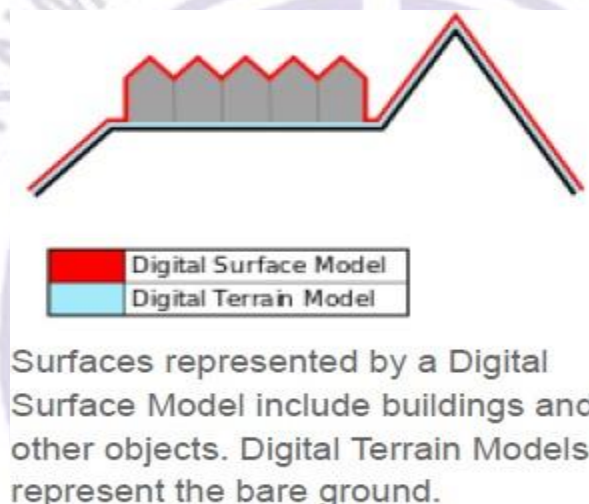 Digital Surface Model
Digital Terrain Model
Surfaces represented by a Digital
Surface Model include buildings and
other objects. Digital Terrain Models
represent the bare ground.